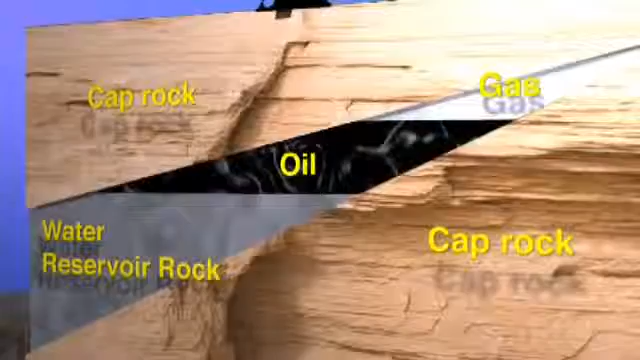 Cap rock
Gas
Oil
Water
Reservoir Rock
Cap rock